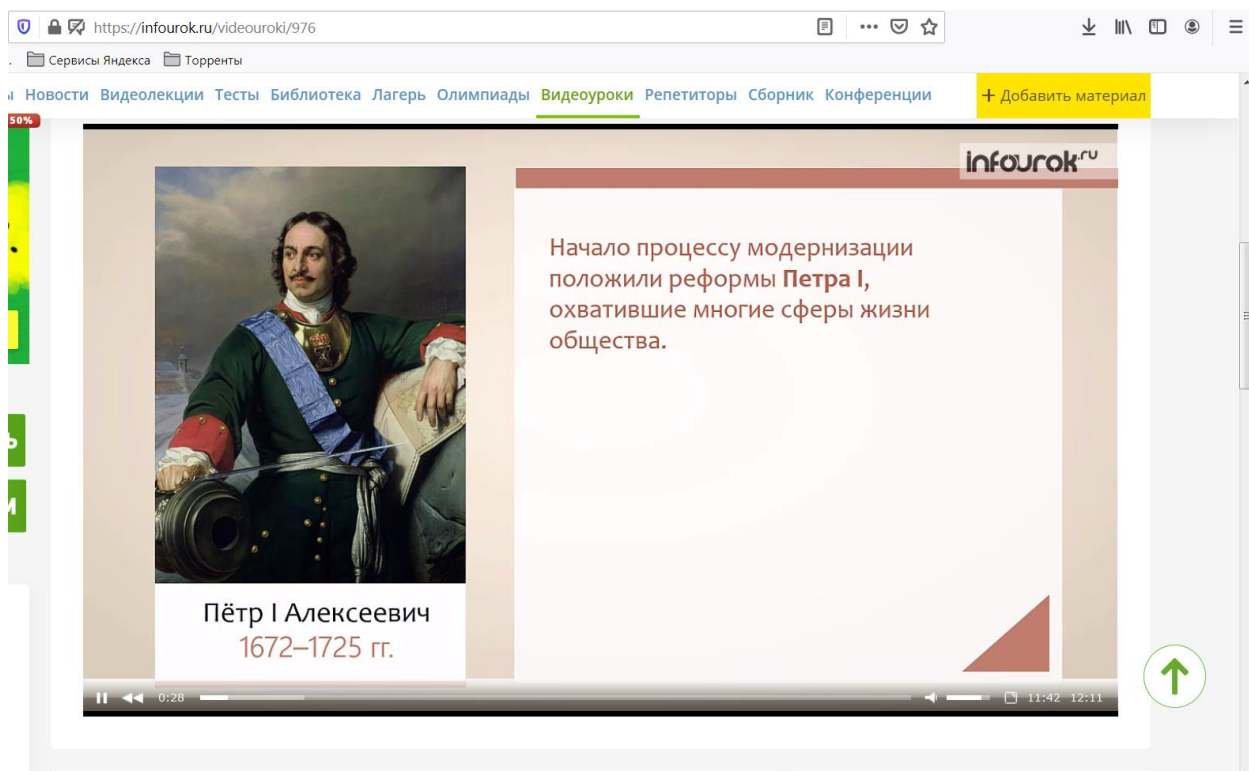 https://infourok.ru/videouroki/976
Сервисы Яндекса Торренты
Новости Видеолекции Тесты Библиотека Лагерь Олимпиады Видеоуроки Репетиторы Сборник Конференции + Добавить материал
50%
infourok.ru
Начало процессу модернизации
положили реформы Петра I,
охватившие многие сферы жизни
общества.
Пётр I Алексеевич
1672–1725 гг.
0:28 11:42 12:11